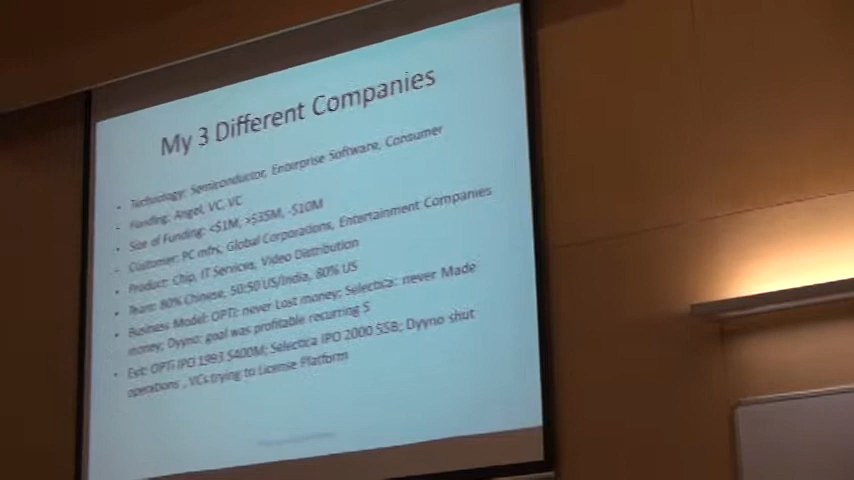 My 3 Different Companies
• Technology: Semiconductor, Enterprise Software, Consumer
• Funding: Angel, VC, VC
• Size of Funding: <$1M, >$35M, ~$10M
• Customer: PC mfrs, Global Corporations, Entertainment Companies
• Product: Chip, IT Services, Video Distribution
• Team: 80% Chinese, 50:50 US/India, 80% US
• Business Model: OPTi: never Lost money; Selectica: never Made
money; Dyyno: goal was profitable recurring $
• Exit: OPTi IPO 1993 $400M; Selectica IPO 2000 $5B; Dyyno shut
operations , VCs trying to License Platform